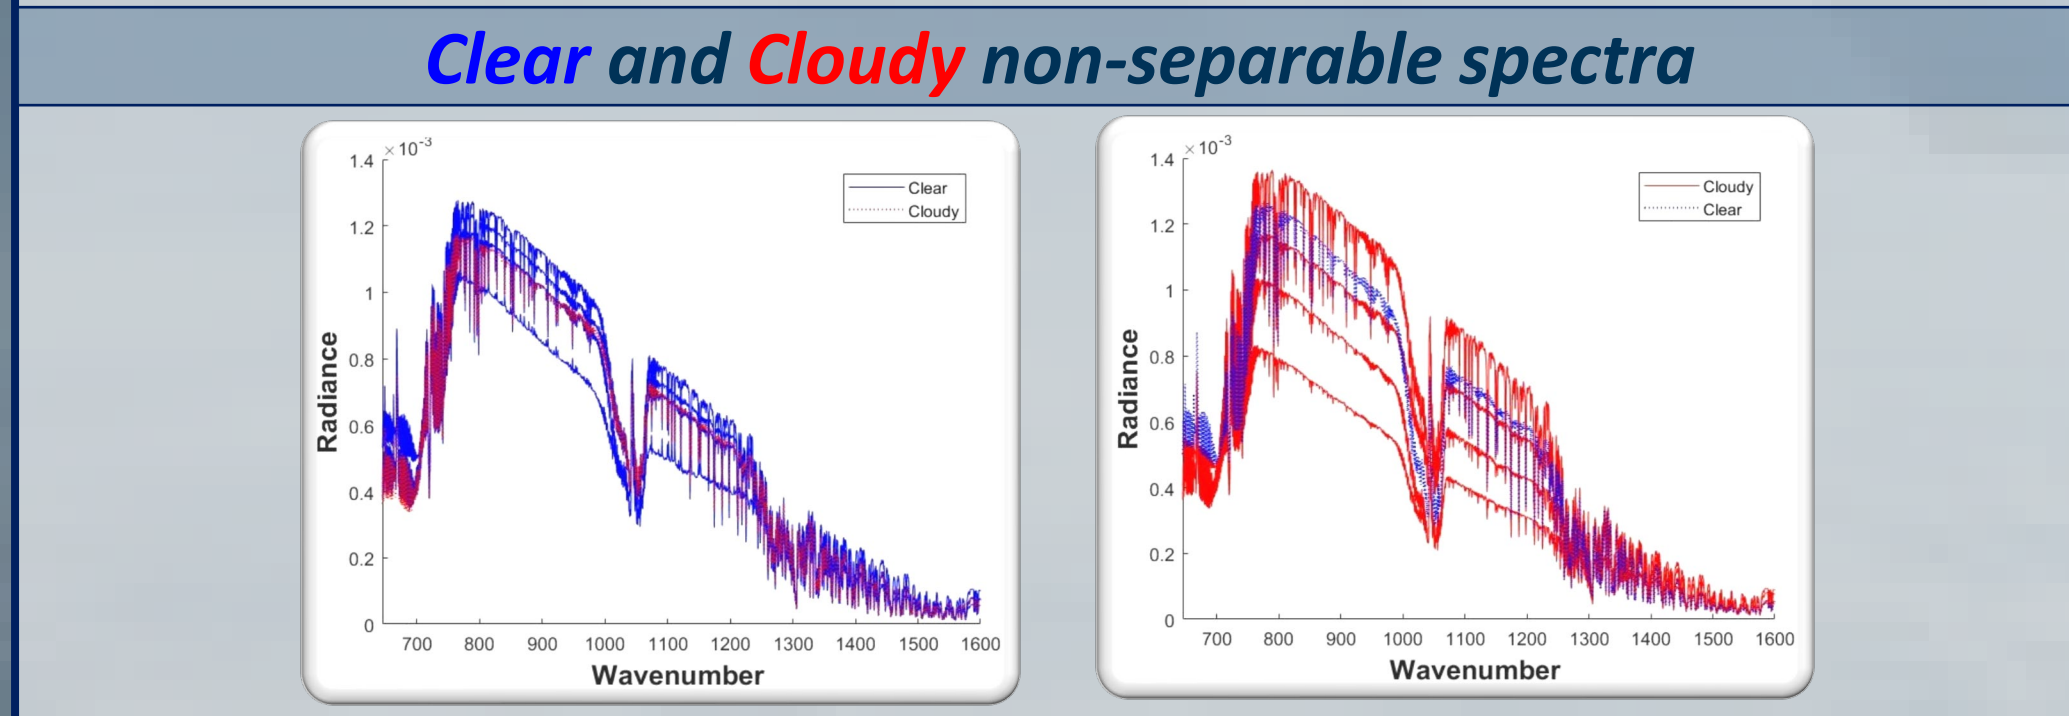 Clear and Cloudy non-separable spectra
×10-3
1.4
1.2
1
0.8
0.6
0.4
0.2
0
Radiance
Clear
Cloudy
700 800 900 1000 1100 1200 1300 1400 1500 1600
Wavenumber
×10-3
1.4
1.2
1
0.8
0.6
0.4
0.2
0
Radiance
Cloudy
Clear
700 800 900 1000 1100 1200 1300 1400 1500 1600
Wavenumber